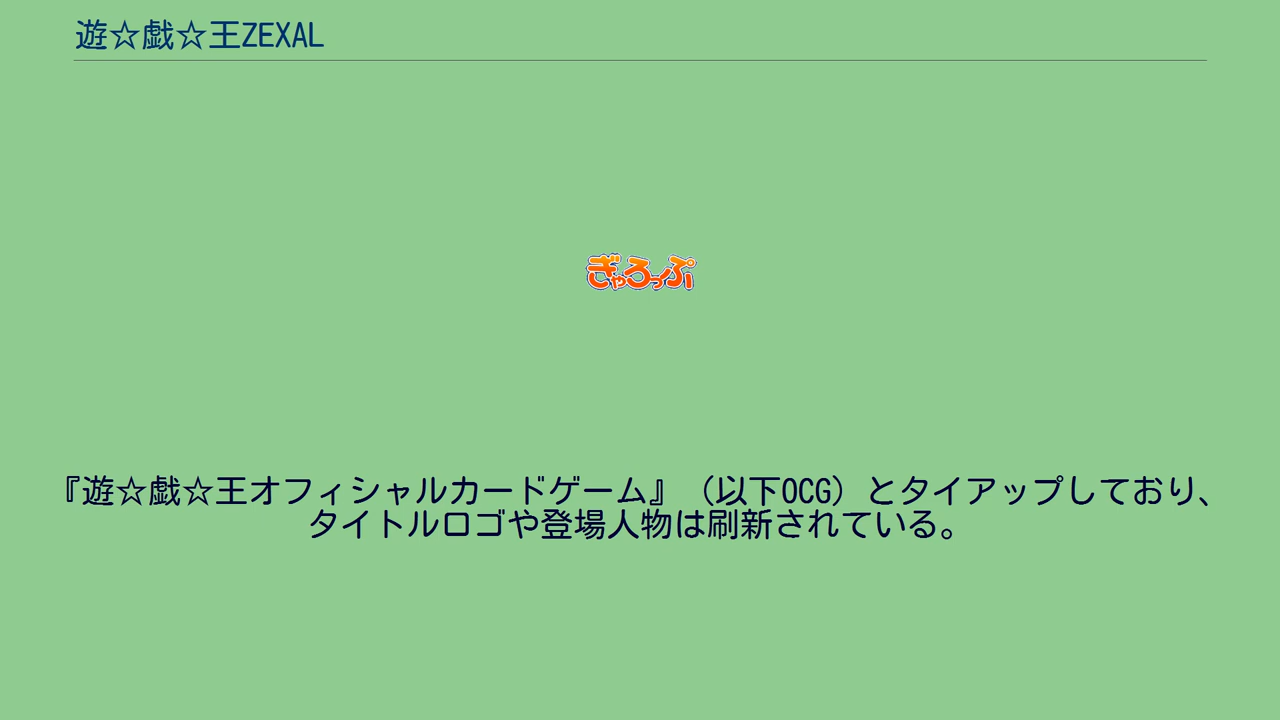 遊☆戯☆王ZEXAL
ぎゃろっぷ
『遊☆戯☆王オフィシャルカードゲーム』（以下OCG）とタイアップしており、
タイトルロゴや登場人物は刷新されている。